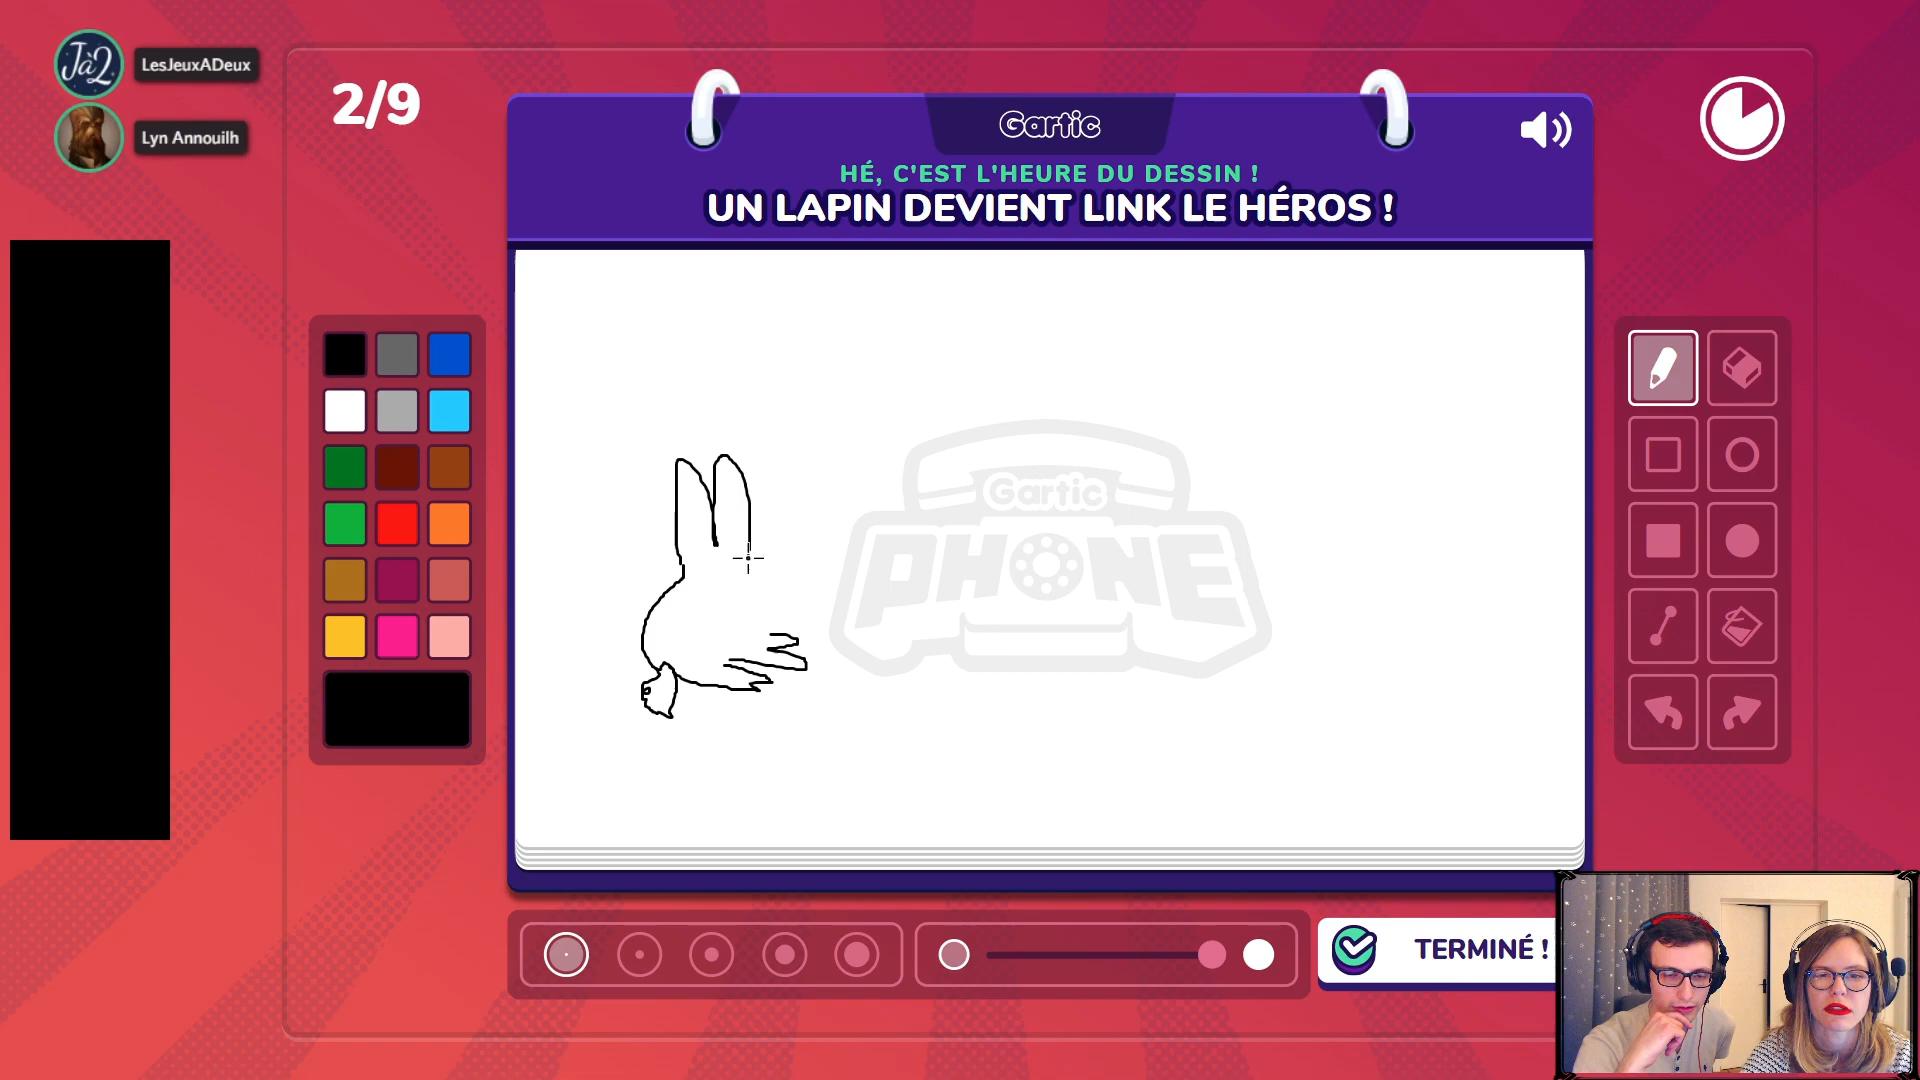 Jà2
LesJeuxADeux
Lyn Annouilh
2/9
Gartic
HÉ, C'EST L'HEURE DU DESSIN !
UN LAPIN DEVIENT LINK LE HÉROS !
Gartic
PHONE
TERMINÉ !